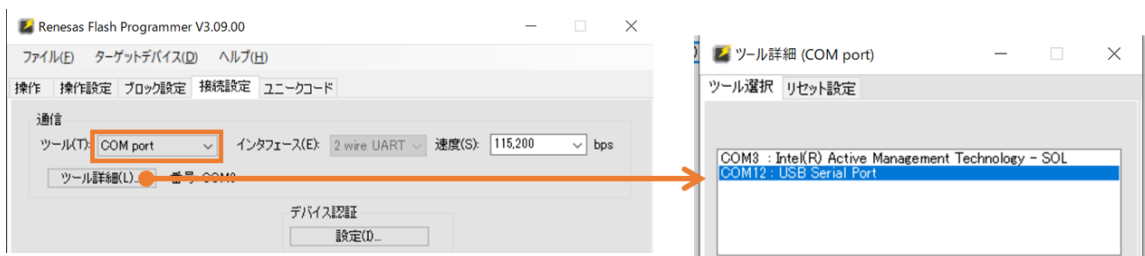 Renesas Flash Programmer V3.09.00
ファイル(F) ターゲットデバイス(D) ヘルプ(H)
操作 操作設定 ブロック設定 接続設定 ユニークコード
通信
ツール(T): COM port インタフェース(E): 2 wire UART 速度(S): 115,200 bps
ツール詳細(L)... 番号: COM3
デバイス認証
設定(I)...
ツール詳細 (COM port)
ツール選択 リセット設定
COM3 : Intel(R) Active Management Technology - SOL
COM12 : USB Serial Port